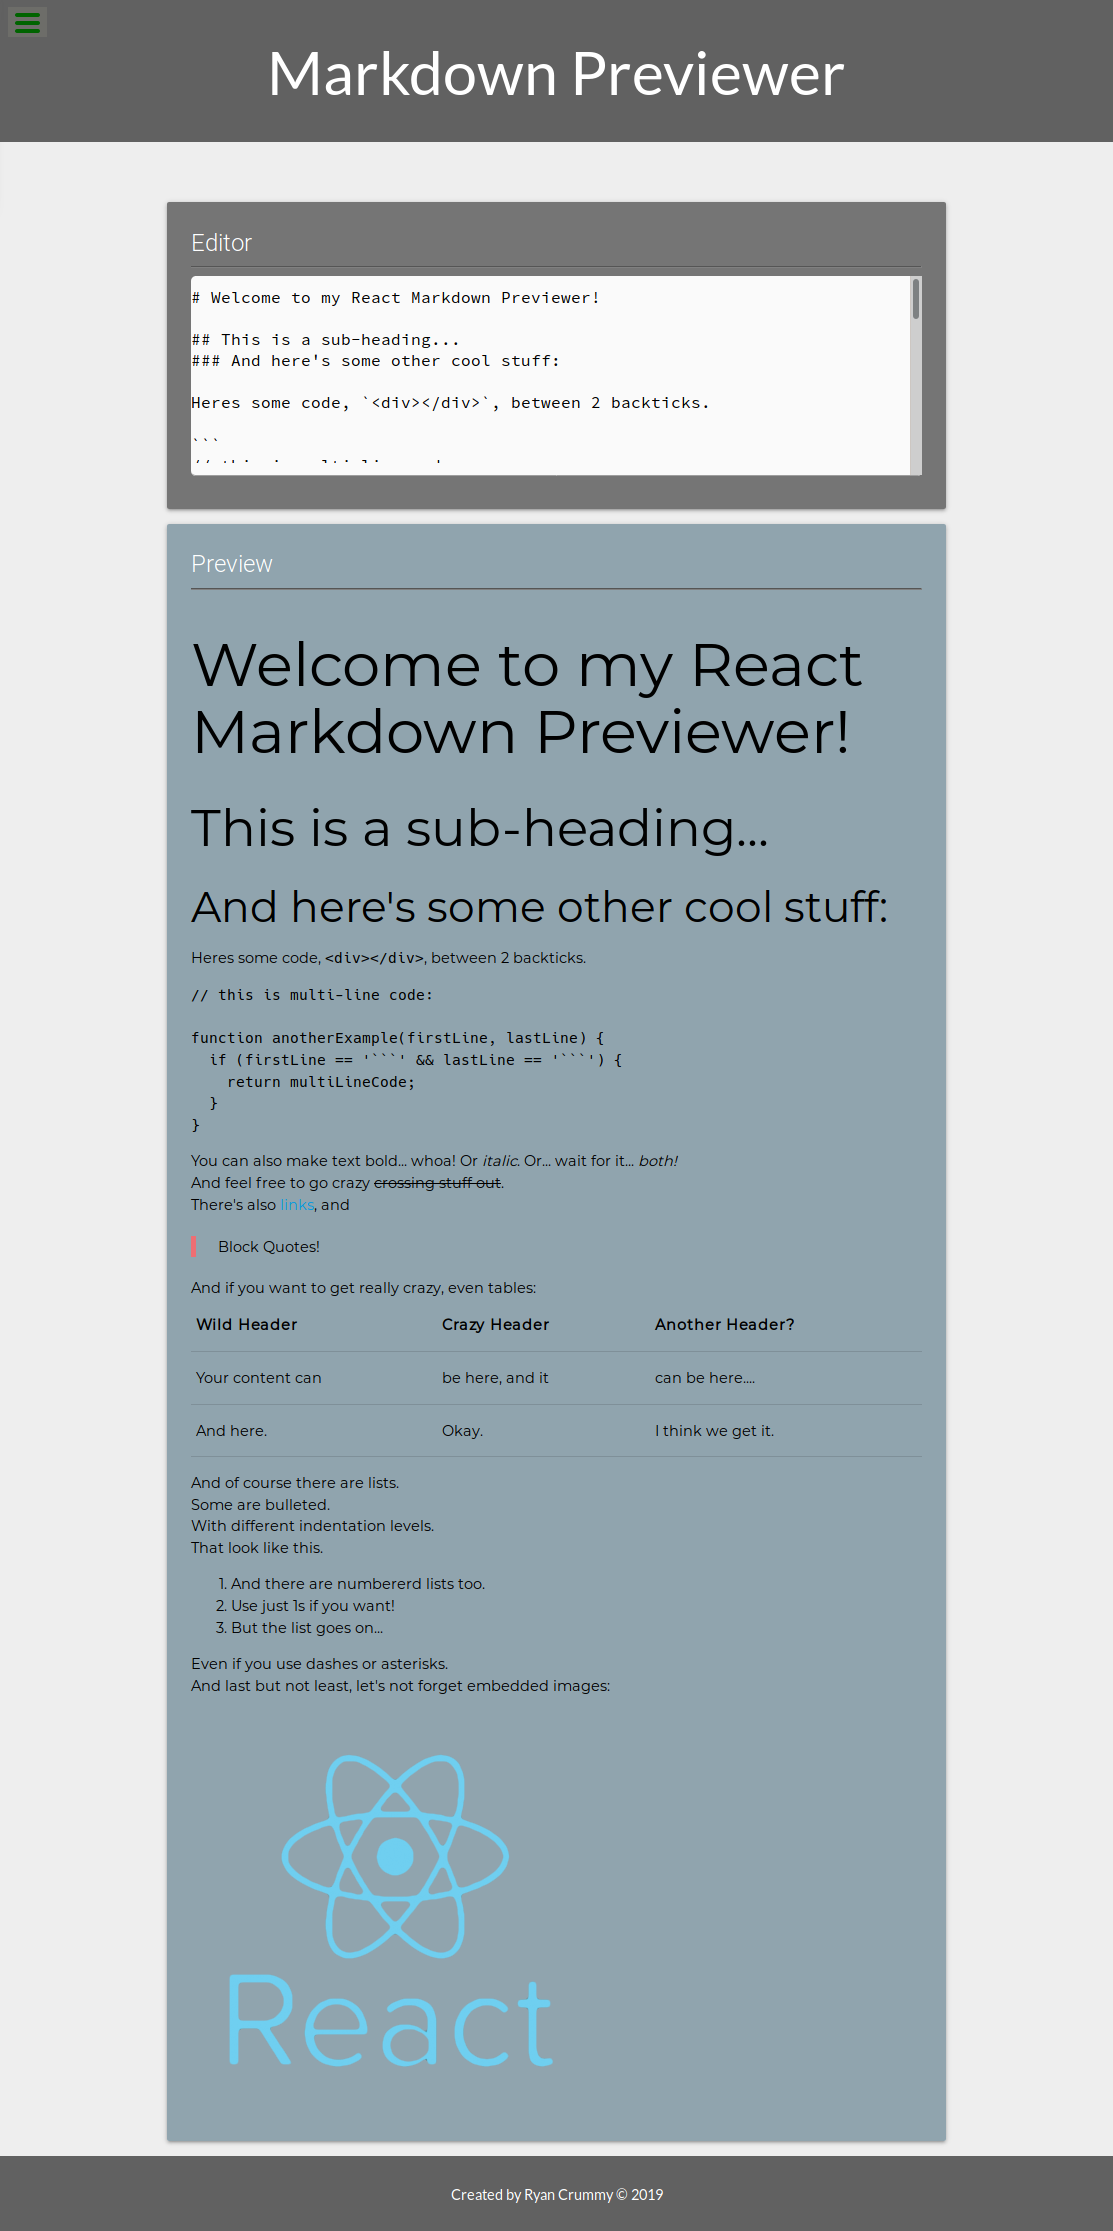 Markdown Previewer
Editor
# Welcome to my React Markdown Previewer!
## This is a sub-heading...
### And here's some other cool stuff:
Heres some code, `<div></div>`, between 2 backticks.
```
Preview
Welcome to my React
Markdown Previewer!
This is a sub-heading...
And here's some other cool stuff:
Heres some code, <div></div>, between 2 backticks.
// this is multi-line code:
function anotherExample(firstLine, lastLine) {
  if (firstLine == '```' && lastLine == '```') {
    return multiLineCode;
  }
}
You can also make text bold... whoa! Or italic. Or... wait for it... both!
And feel free to go crazy crossing stuff out.
There's also links, and
Block Quotes!
And if you want to get really crazy, even tables:
Wild Header Crazy Header Another Header?
Your content can be here, and it can be here....
And here. Okay. I think we get it.
And of course there are lists.
Some are bulleted.
With different indentation levels.
That look like this.
1. And there are numbererd lists too.
2. Use just 1s if you want!
3. But the list goes on...
Even if you use dashes or asterisks.
And last but not least, let's not forget embedded images:
React
Created by Ryan Crummy © 2019